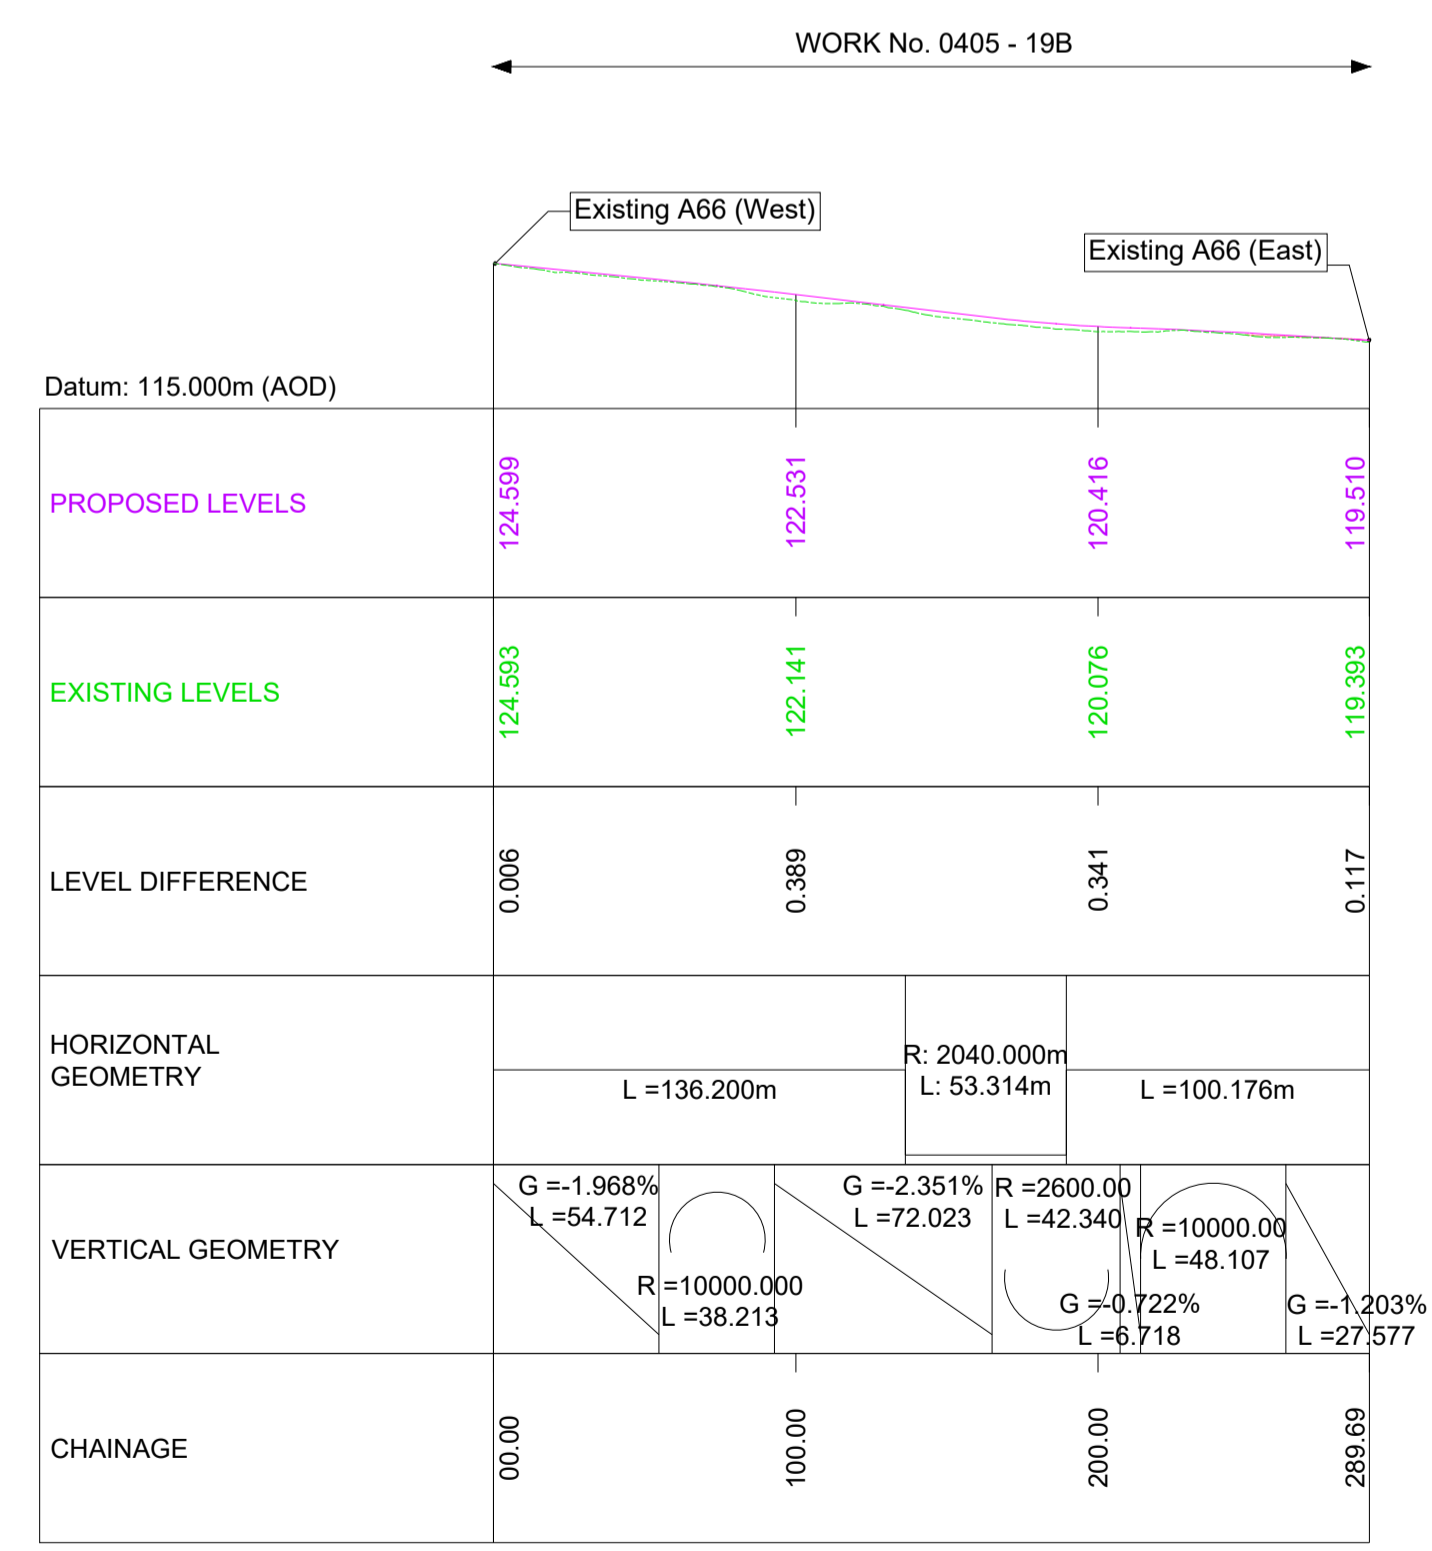 WORK No. 0405 - 19B
Existing A66 (West)
Existing A66 (East)
Datum: 115.000m (AOD)
PROPOSED LEVELS
124.599
122.531
120.416
119.510
EXISTING LEVELS
124.593
122.141
120.076
119.393
LEVEL DIFFERENCE
0.006
0.389
0.341
0.117
HORIZONTAL
GEOMETRY
L =136.200m
R: 2040.000m
L: 53.314m
L =100.176m
VERTICAL GEOMETRY
G =-1.968%
L =54.712
R =10000.000
L =38.213
G =-2.351%
L =72.023
R =2600.00
L =42.340
G =-0.722%
L =6.718
R =10000.00
L =48.107
G =-1.203%
L =27.577
CHAINAGE
00.00
100.00
200.00
289.69